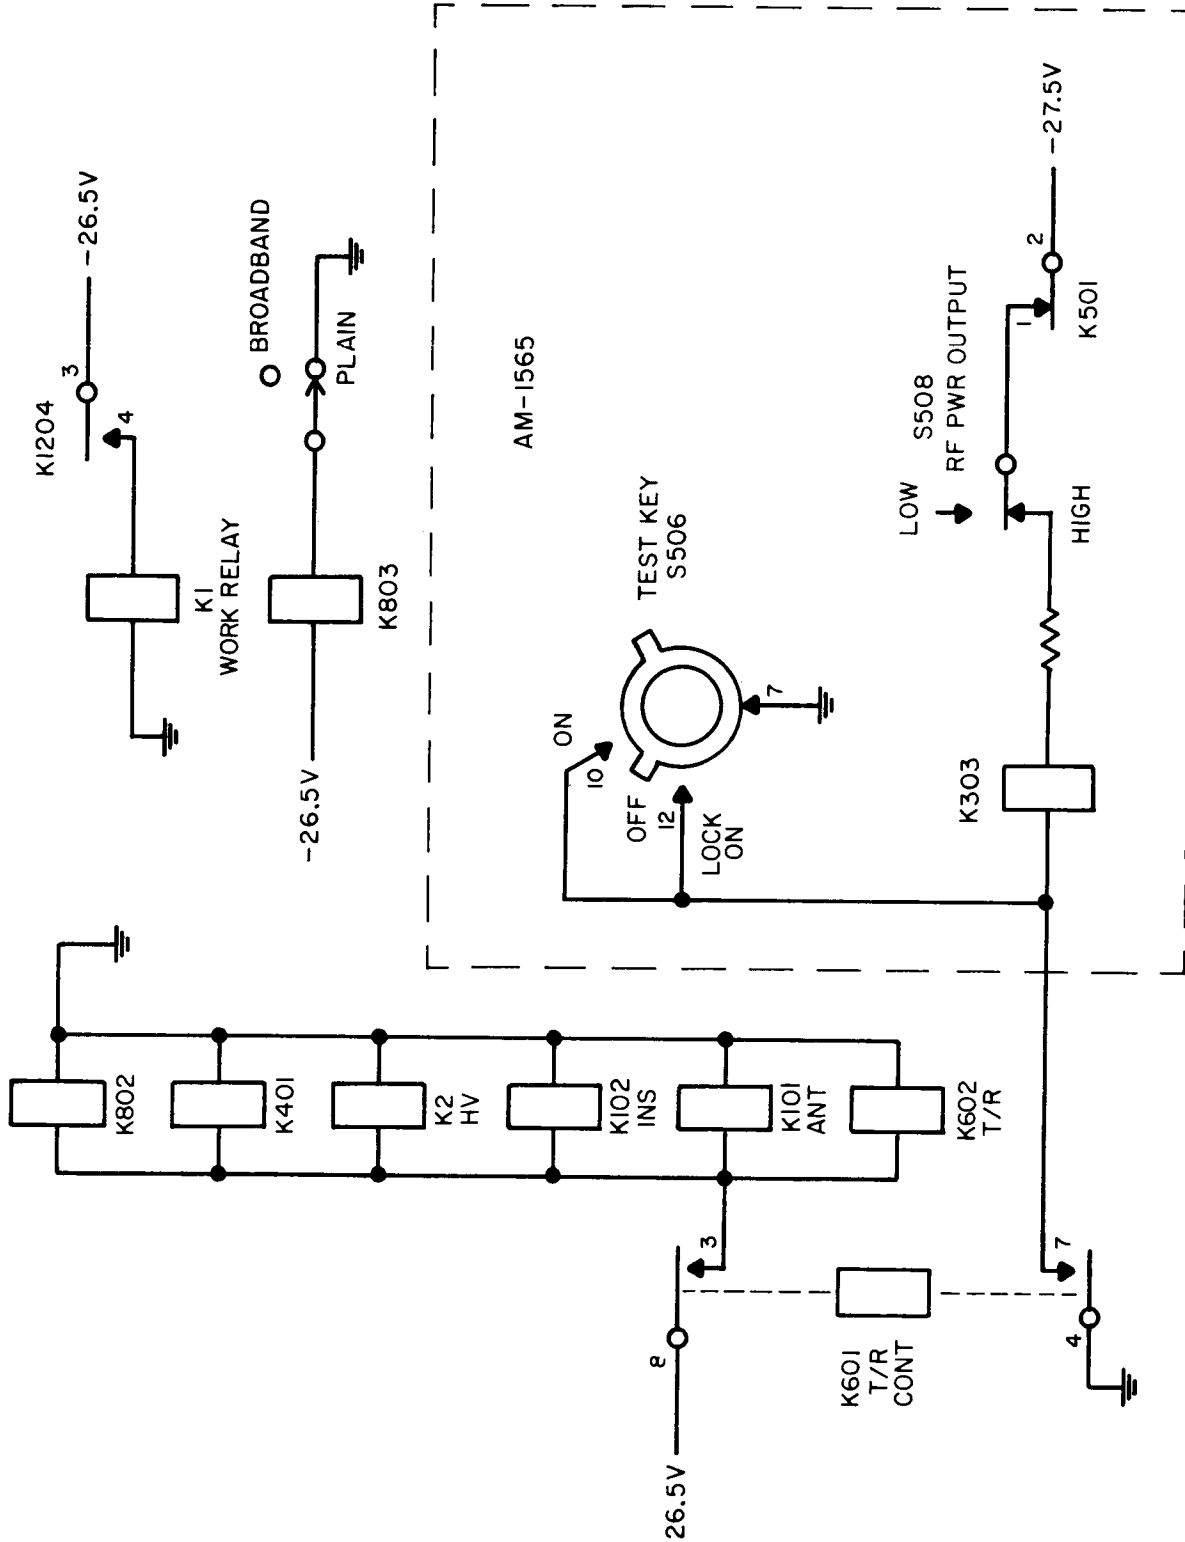 K1204
3
-26.5V
4
K1
WORK RELAY
BROADBAND
PLAIN
-26.5V
K803
K802
K401
K2
HV
K102
INS
K101
ANT
K602
T/R
26.5V
8
3
K601
T/R
CONT
4
7
AM-1565
TEST KEY
S506
ON
10
OFF
12
LOCK
ON
7
K303
LOW
HIGH
S508
RF PWR OUTPUT
1
2
K501
-27.5V